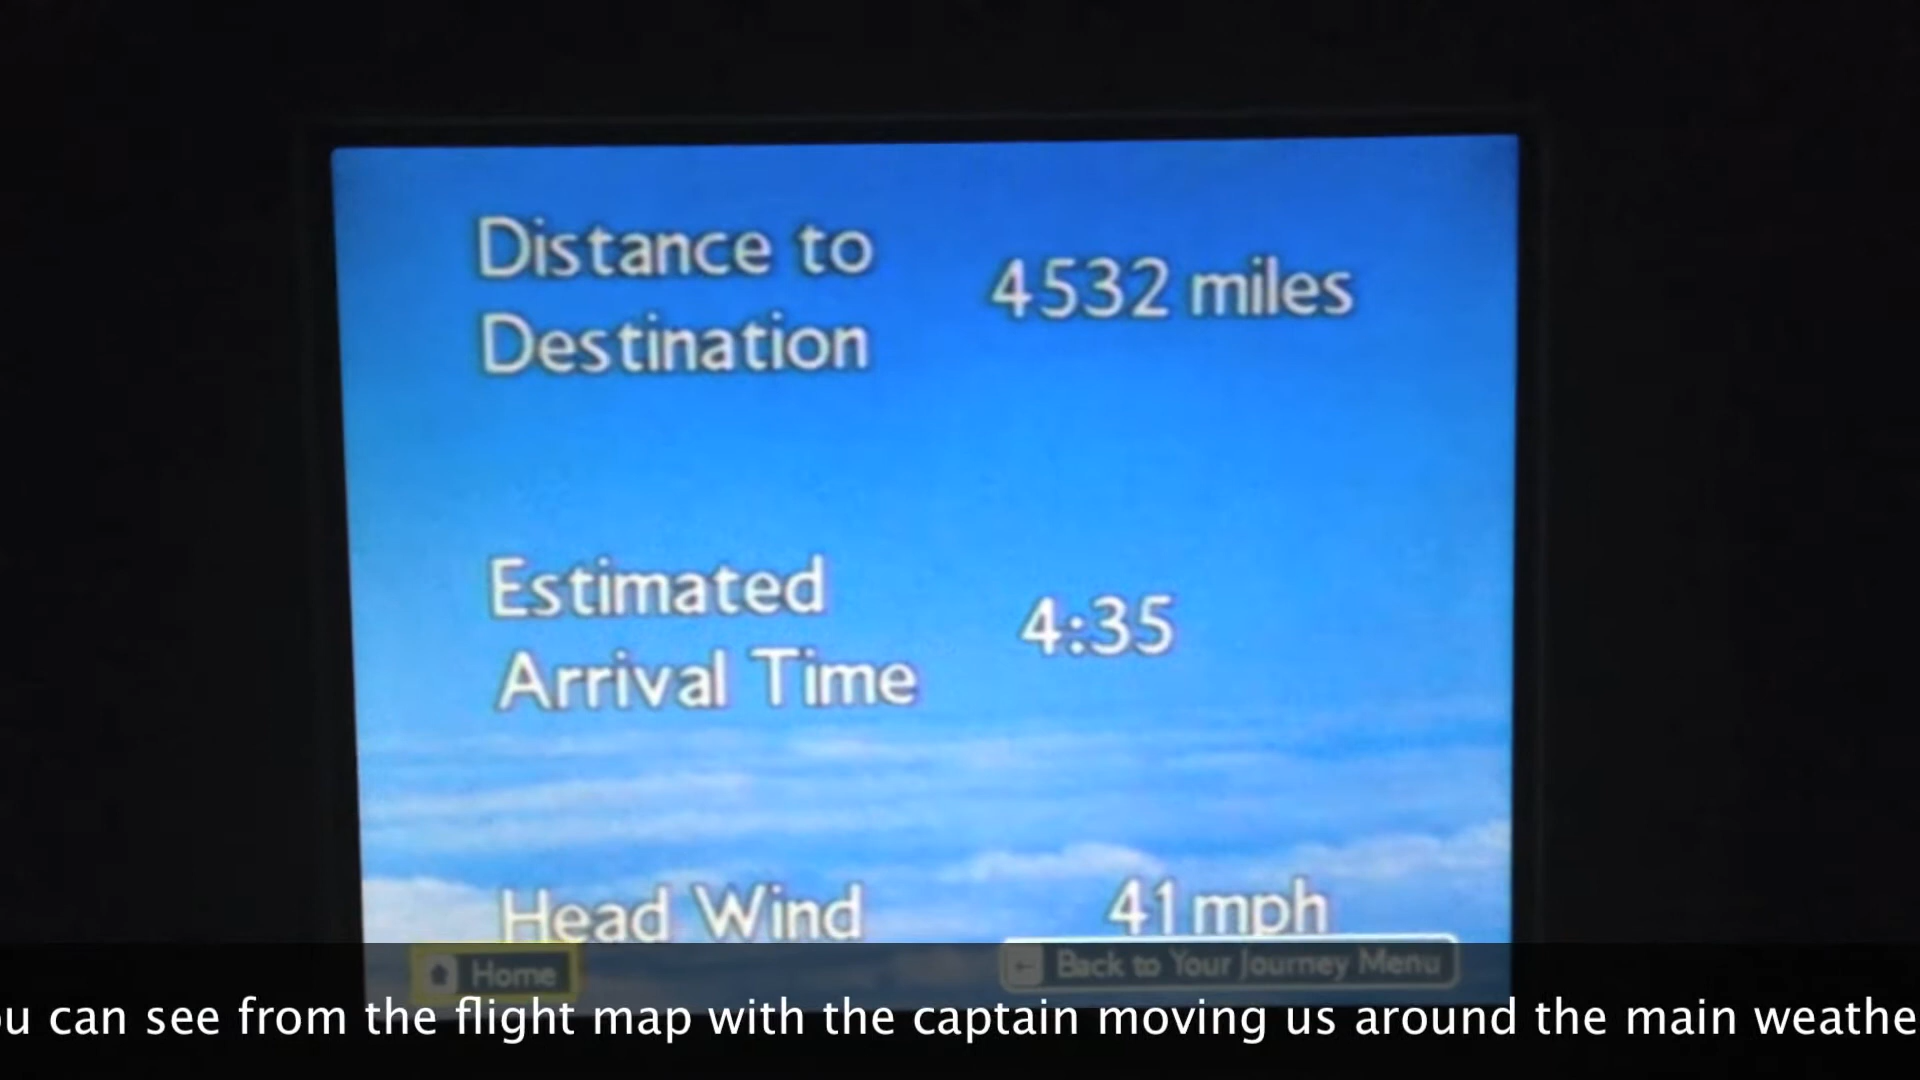 Distance to
Destination
4532 miles
Estimated
Arrival Time
4:35
Head Wind
41 mph
Home
Back to Your Journey Menu
u can see from the flight map with the captain moving us around the main weathe